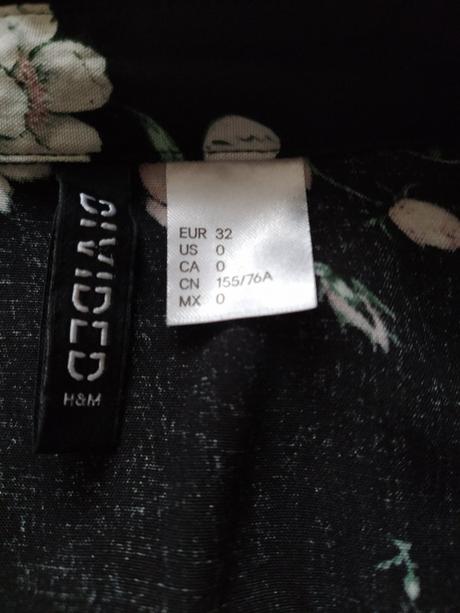 DIVIDED
H&M
EUR 32
US 0
CA 0
CN 155/76A
MX 0